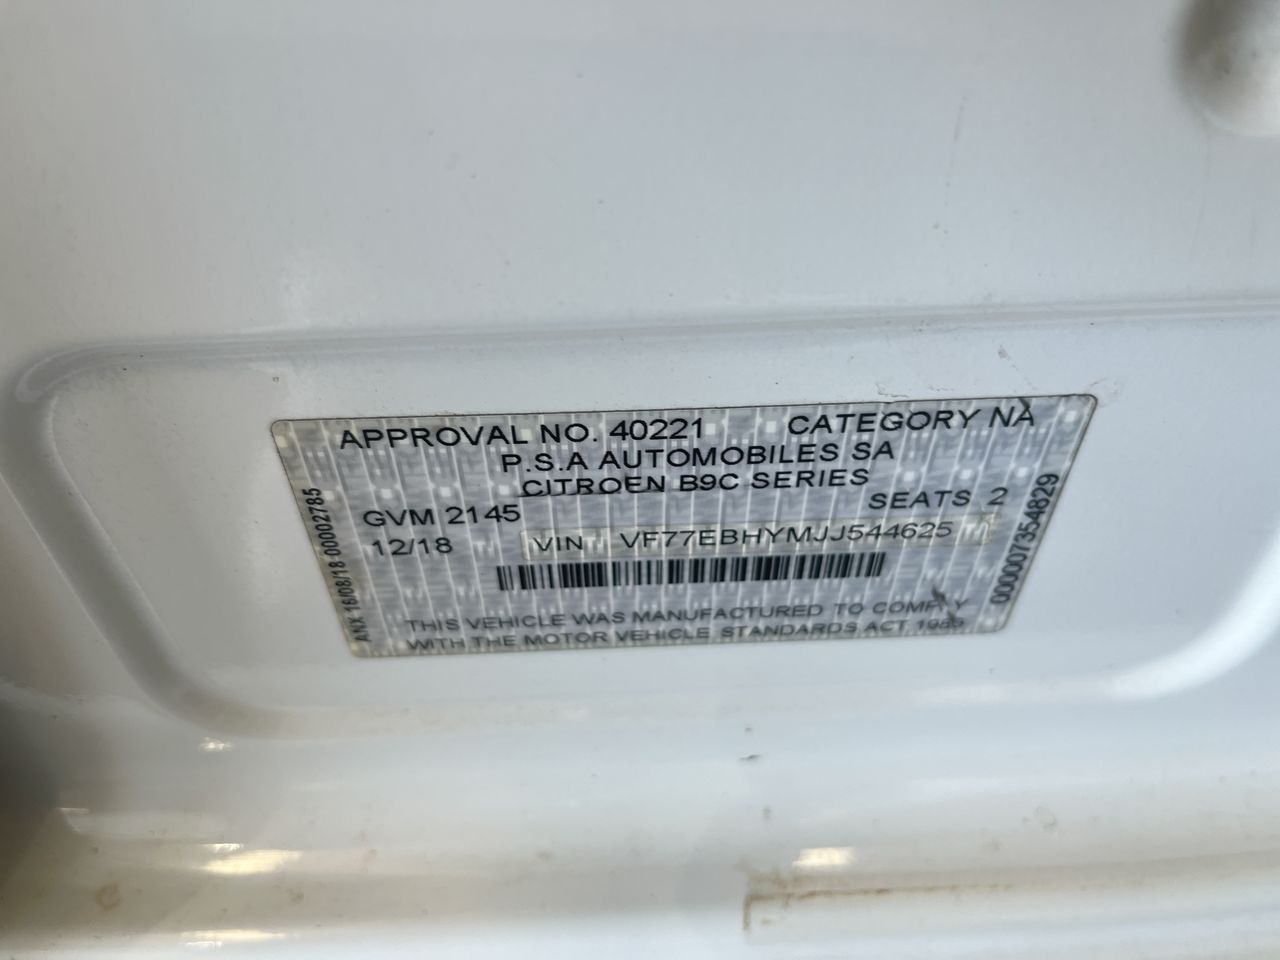 APPROVAL NO. 40221 CATEGORY NA
P.S.A AUTOMOBILES SA
CITROEN B9C SERIES
GVM 2145 SEATS 2
12/18 VIN VF77EBHYMJJ544625
THIS VEHICLE WAS MANUFACTURED TO COMPLY
WITH THE MOTOR VEHICLE STANDARDS ACT 1989
ANX 16/08/18 00002785
000007354829